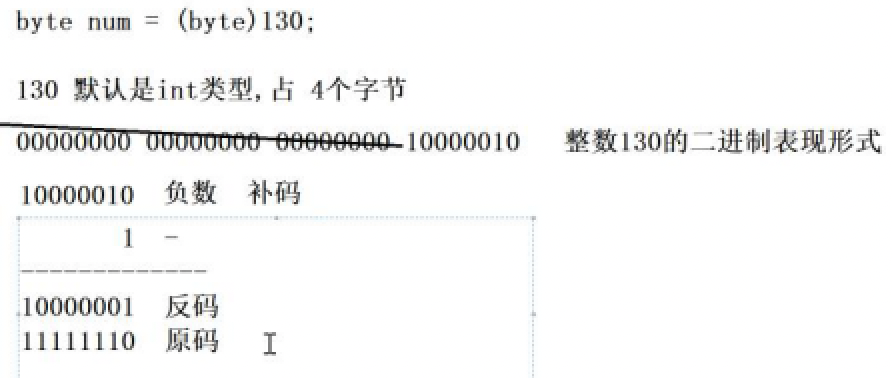 byte num = (byte)130;
130 默认是int类型,占 4个字节
00000000 00000000 00000000 10000010 整数130的二进制表现形式
10000010 负数 补码
1 -
-------------
10000001 反码
11111110 原码